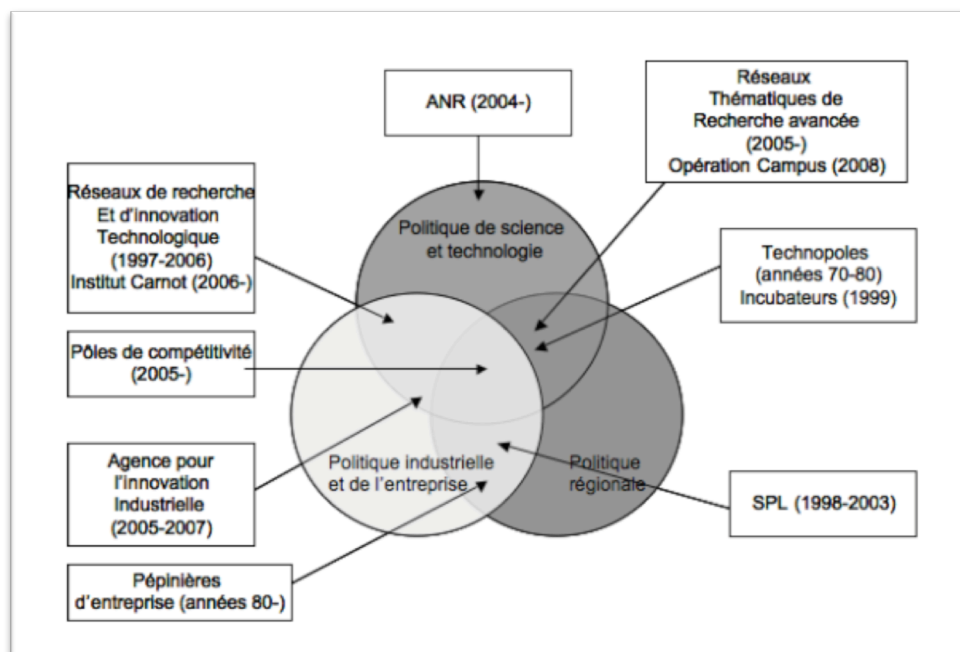 ANR (2004-)
Réseaux
Thématiques de
Recherche avancée
(2005-)
Opération Campus (2008)
Réseaux de recherche
Et d'innovation
Technologique
(1997-2006)
Institut Carnot (2006-)
Politique de science
et technologie
Technopoles
(années 70-80)
Incubateurs (1999)
Pôles de compétitivité
(2005-)
Agence pour
l'innovation
Industrielle
(2005-2007)
Politique industrielle
et de l'entreprise
Politique
régionale
SPL (1998-2003)
Pépinières
d'entreprise (années 80-)